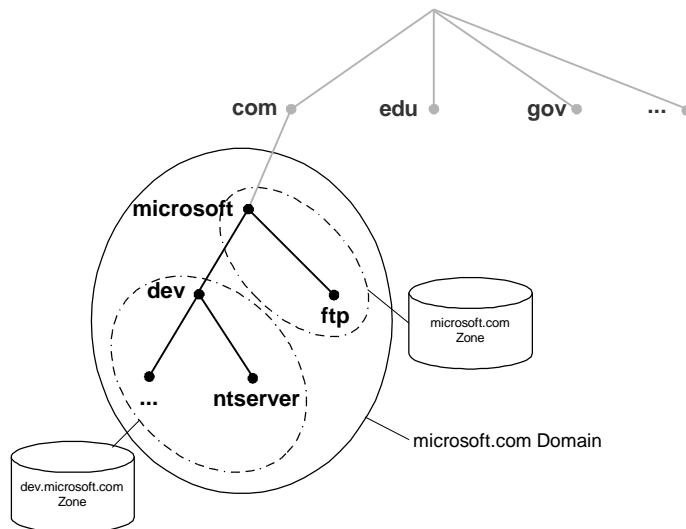 com edu gov ...
microsoft
dev
ftp
microsoft.com
Zone
... ntserver
microsoft.com Domain
dev.microsoft.com
Zone